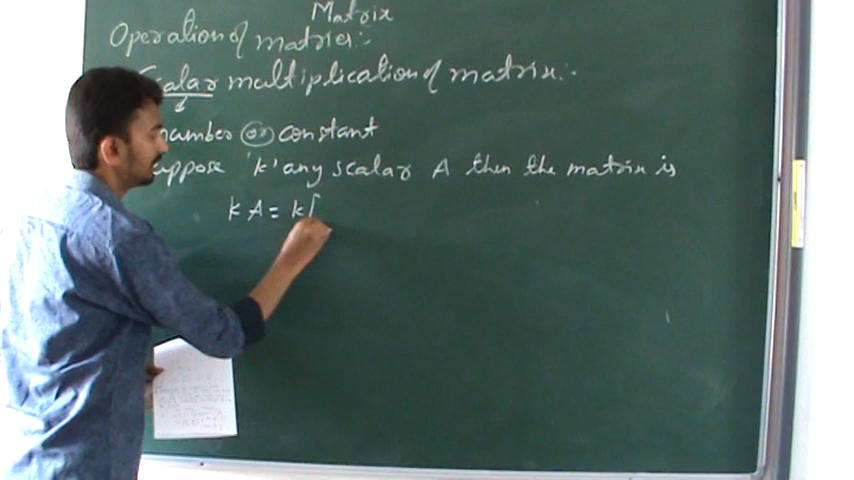 Matrix
Operation of matrices:-
scalar multiplication of matrix:-
number or constant
suppose 'k' any scalar A then the matrix is
kA = k[